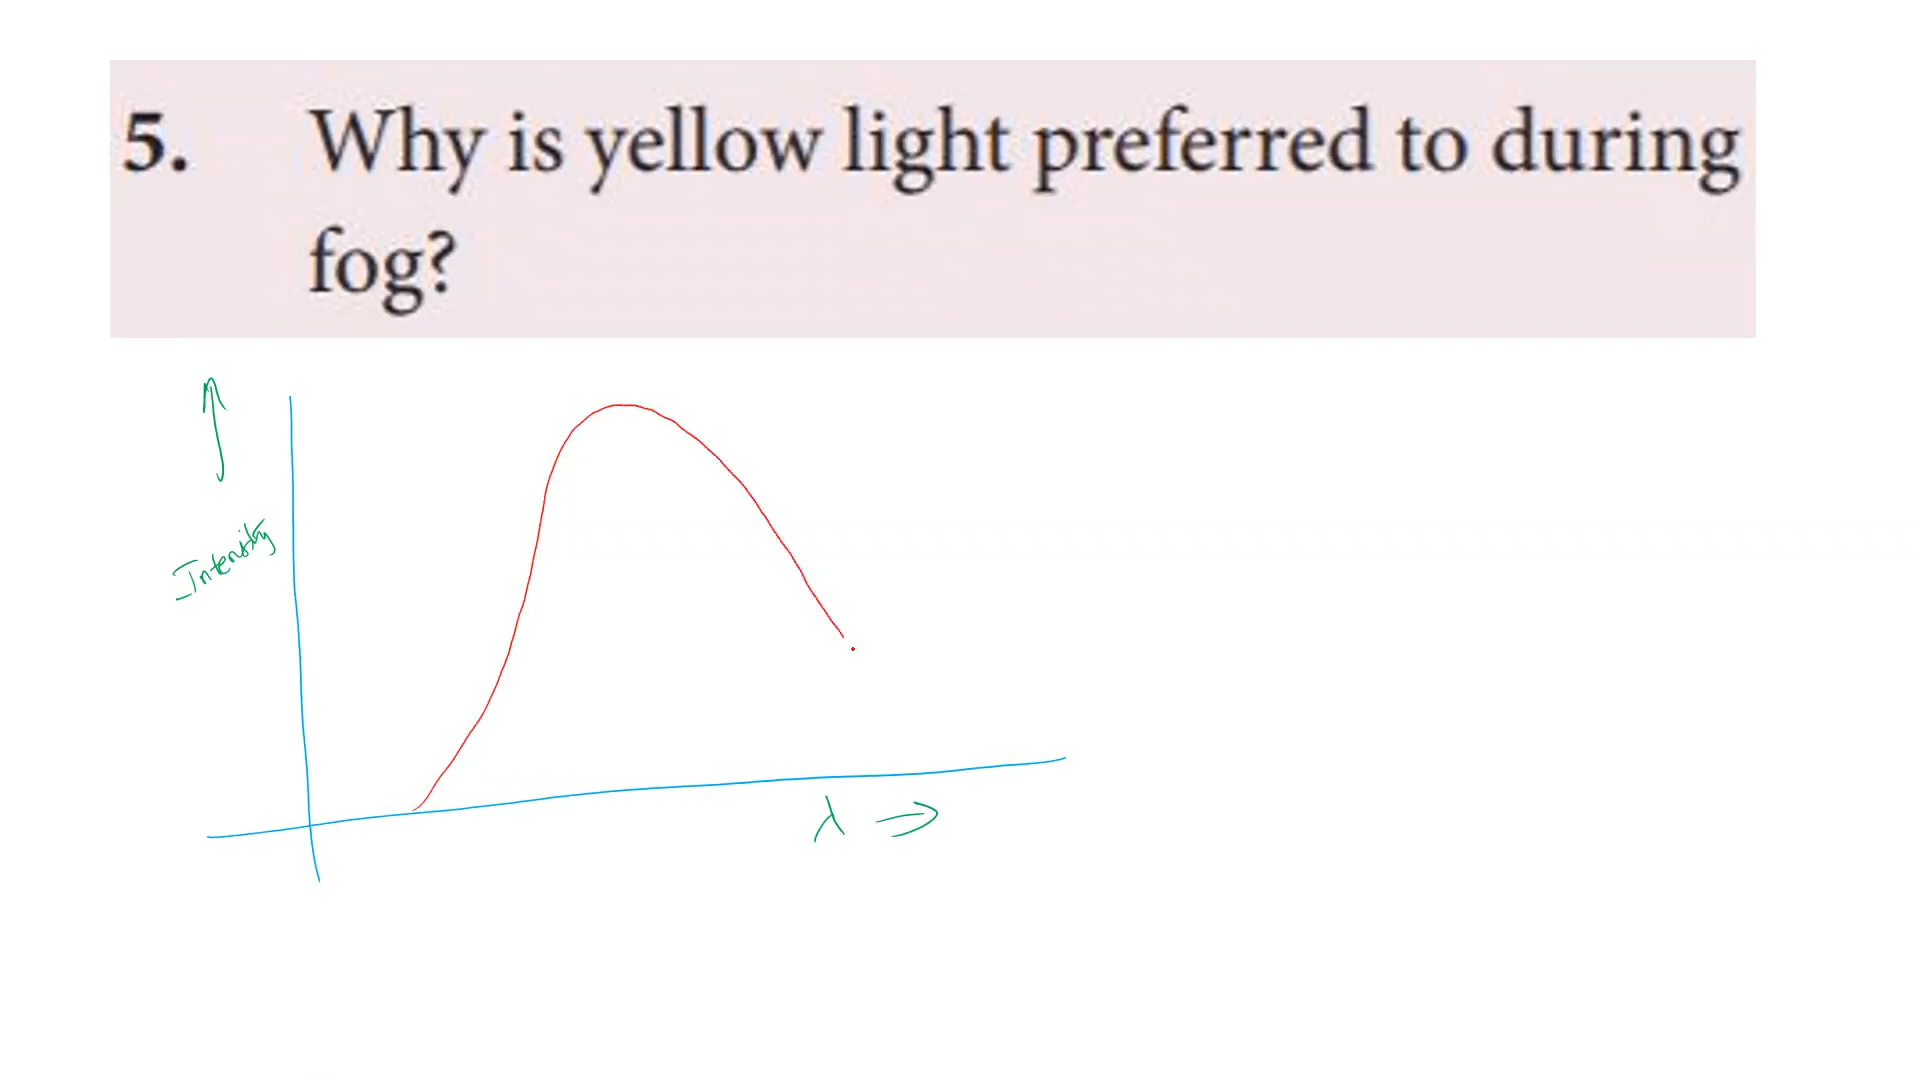 5. Why is yellow light preferred to during
fog?
Intensity
λ